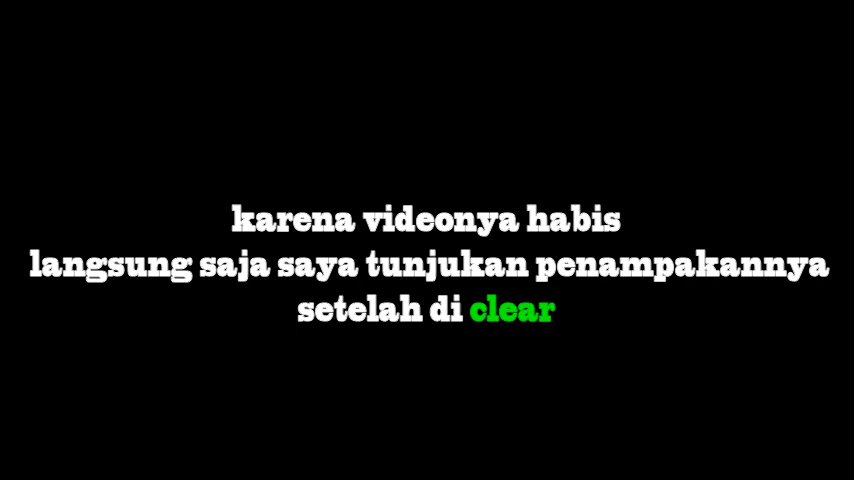 karena videonya habis
langsung saja saya tunjukan penampakannya
setelah di clear